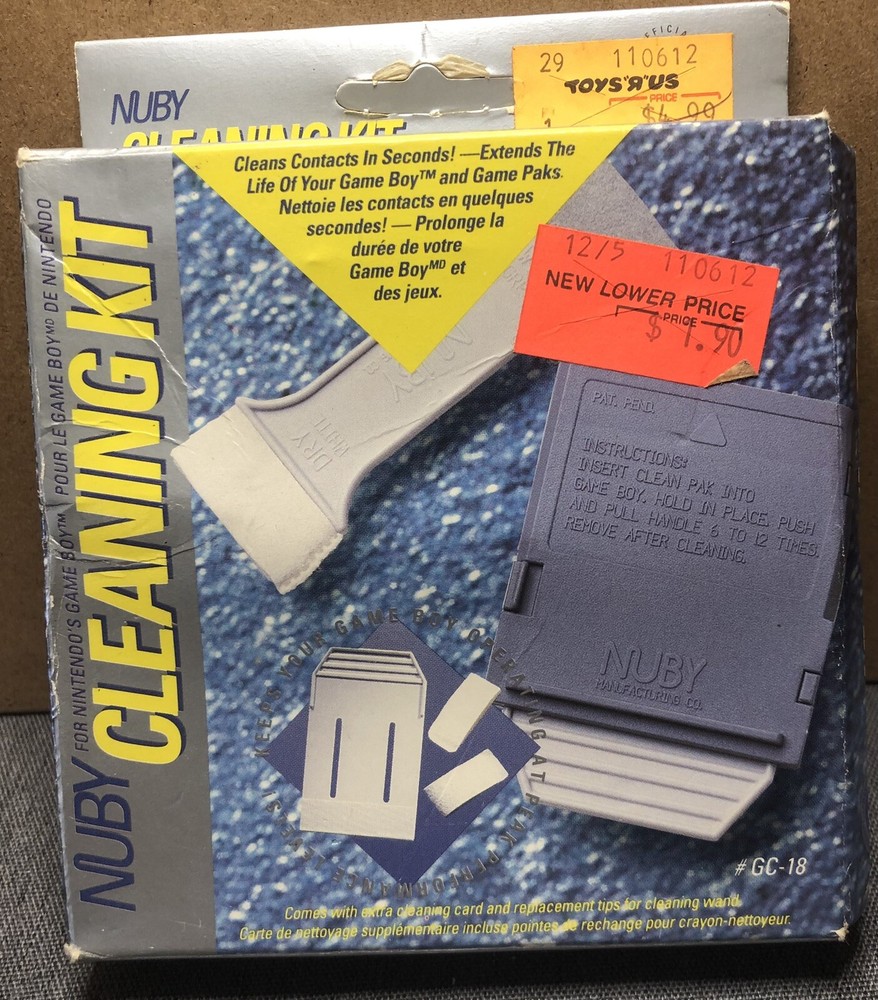 NUBY
CLEANING KIT
29 110612
TOYS"R"US
PRICE
$4.90
1
Cleans Contacts In Seconds! —Extends The
Life Of Your Game Boy™ and Game Paks.
Nettoie les contacts en quelques
secondes! — Prolonge la
durée de votre
Game Boyᴹᴰ et
des jeux.
12/5 110612
NEW LOWER PRICE
PRICE
$ 1.90
NUBY FOR NINTENDO'S GAME BOY™ POUR LE GAME BOYᴹᴰ DE NINTENDO
CLEANING KIT
NUBY
DRY
WHITE
PAT. PEND.
INSTRUCTIONS:
INSERT CLEAN PAK INTO
GAME BOY. HOLD IN PLACE. PUSH
AND PULL HANDLE 6 TO 12 TIMES.
REMOVE AFTER CLEANING.
NUBY
MANUFACTURING CO.
KEEPS YOUR GAME BOY OPERATING AT PEAK PERFORMANCE LEVELS!
# GC-18
Comes with extra cleaning card and replacement tips for cleaning wand.
Carte de nettoyage supplémentaire incluse pointes de rechange pour crayon-nettoyeur.